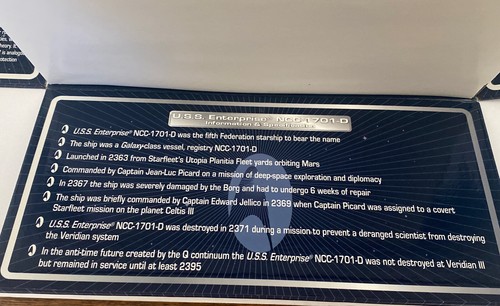 is analogous
U.S.S. Enterprise® NCC-1701-D
Information & Specifications
U.S.S. Enterprise® NCC-1701-D was the fifth Federation starship to bear the name
The ship was a Galaxy-class vessel, registry NCC-1701-D
Launched in 2363 from Starfleet's Utopia Planitia Fleet yards orbiting Mars
Commanded by Captain Jean-Luc Picard on a mission of deep-space exploration and diplomacy
In 2367 the ship was severely damaged by the Borg and had to undergo 6 weeks of repair
The ship was briefly commanded by Captain Edward Jellico in 2369 when Captain Picard was assigned to a covert
Starfleet mission on the planet Celtis III
U.S.S. Enterprise® NCC-1701-D was destroyed in 2371 during a mission to prevent a deranged scientist from destroying
the Veridian system
In the anti-time future created by the Q continuum the U.S.S. Enterprise® NCC-1701-D was not destroyed at Veridian III
but remained in service until at least 2395